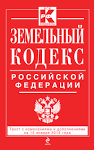 ЗЕМЕЛЬНЫЙ
КОДЕКС
РОССИЙСКОЙ
ФЕДЕРАЦИИ
Текст с изменениями и дополнениями